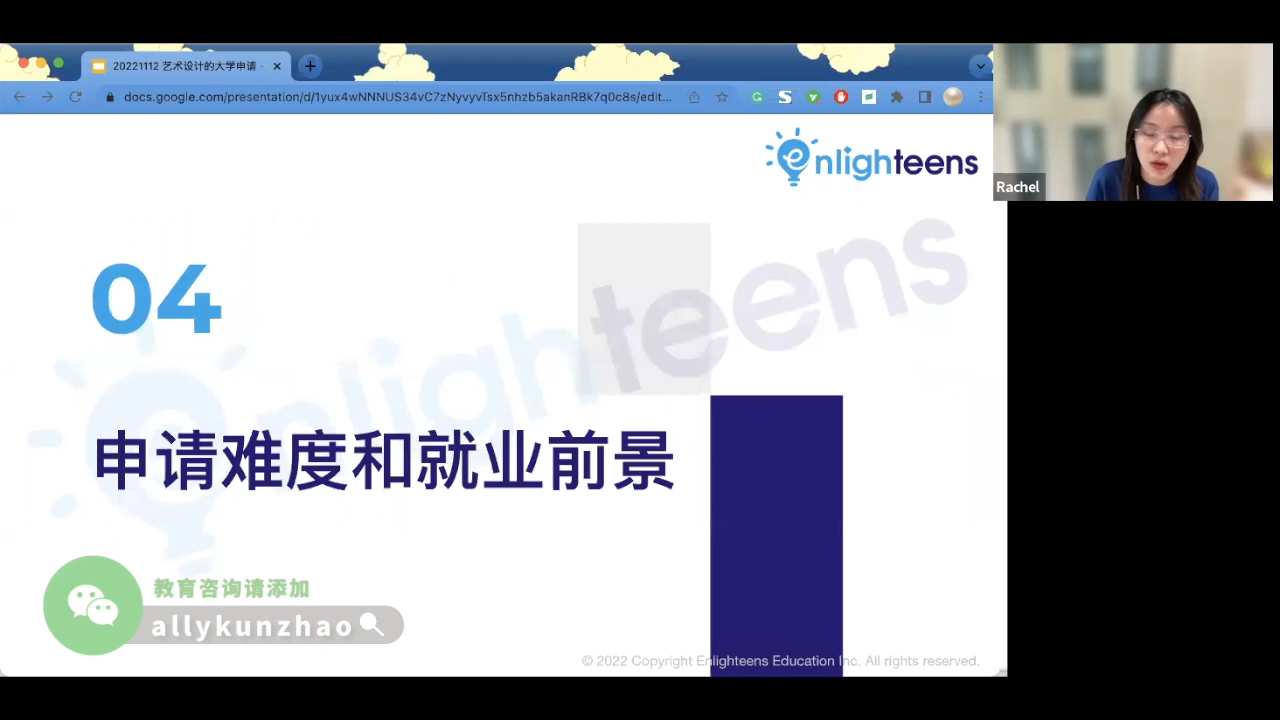 20221112 艺术设计的大学申请 -
docs.google.com/presentation/d/1yux4wNNNUS34vC7zNyvyvTsx5nhzb5akanRBk7q0c8s/edit...
enlighteens
Rachel
04
enlighteens
申请难度和就业前景
教育咨询请添加
allykunzhao
© 2022 Copyright Enlighteens Education Inc. All rights reserved.